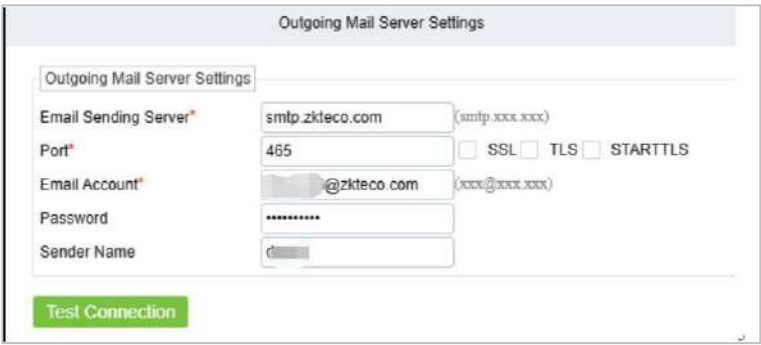 Outgoing Mail Server Settings
Outgoing Mail Server Settings
Email Sending Server* smtp.zkteco.com (smtp.xxx.xxx)
Port* 465 SSL TLS STARTTLS
Email Account* @zkteco.com (xxx@xxx.xxx)
Password ••••••••••
Sender Name
Test Connection